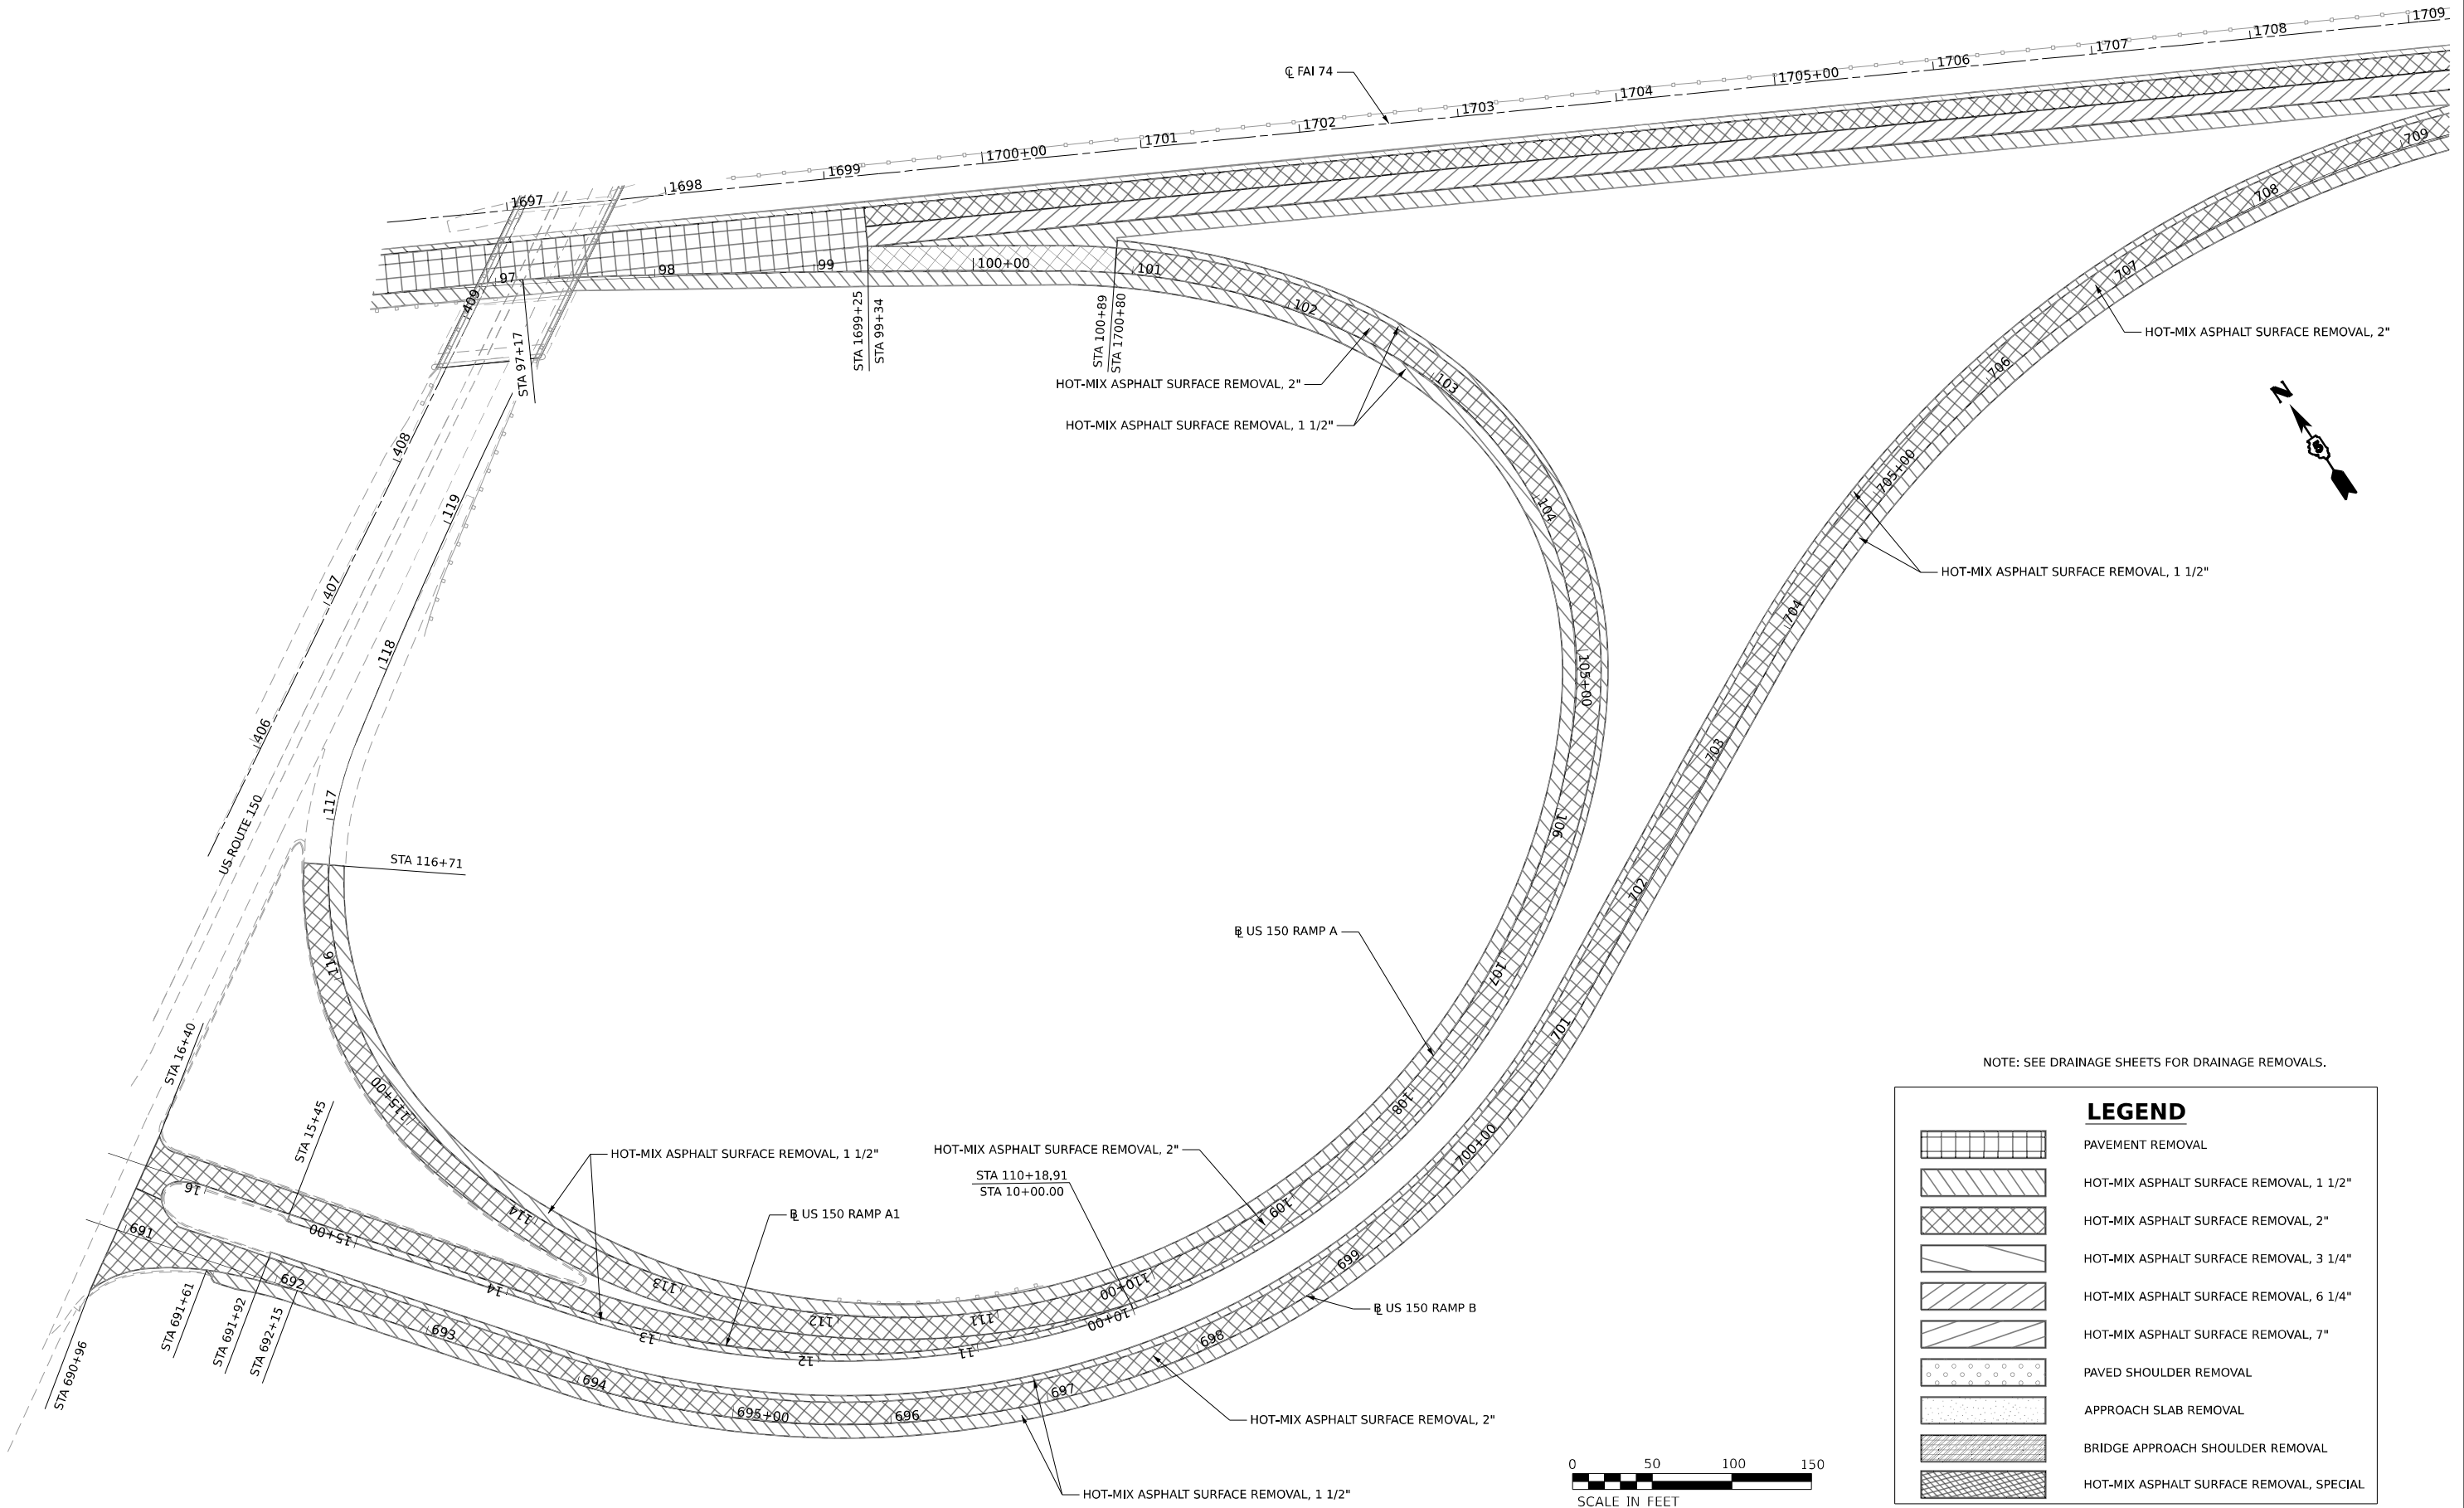 1709
1708
1707
1706
1705+00
1704
1703
1702
1701
1700+00
1699
1698
1697
℄ FAI 74
709
708
707
706
705+00
704
703
702
701
700+00
699
698
697
696
695+00
694
693
692
691
97
98
99
100+00
101
102
103
104
105+00
106
107
108
109
110+00
111
112
113
114
115+00
116
117
118
119
409
408
407
406
10+00
11
12
13
14
15+00
16
STA 97+17
STA 1699+25
STA 99+34
STA 100+89
STA 1700+80
HOT-MIX ASPHALT SURFACE REMOVAL, 2"
HOT-MIX ASPHALT SURFACE REMOVAL, 1 1/2"
HOT-MIX ASPHALT SURFACE REMOVAL, 2"
N
5
HOT-MIX ASPHALT SURFACE REMOVAL, 1 1/2"
US ROUTE 150
STA 116+71
BL US 150 RAMP A
STA 16+40
STA 15+45
HOT-MIX ASPHALT SURFACE REMOVAL, 1 1/2"
HOT-MIX ASPHALT SURFACE REMOVAL, 2"
STA 110+18.91
STA 10+00.00
BL US 150 RAMP A1
BL US 150 RAMP B
STA 691+61
STA 691+92
STA 692+15
STA 690+96
HOT-MIX ASPHALT SURFACE REMOVAL, 2"
HOT-MIX ASPHALT SURFACE REMOVAL, 1 1/2"
0 50 100 150
SCALE IN FEET
NOTE: SEE DRAINAGE SHEETS FOR DRAINAGE REMOVALS.
LEGEND
PAVEMENT REMOVAL
HOT-MIX ASPHALT SURFACE REMOVAL, 1 1/2"
HOT-MIX ASPHALT SURFACE REMOVAL, 2"
HOT-MIX ASPHALT SURFACE REMOVAL, 3 1/4"
HOT-MIX ASPHALT SURFACE REMOVAL, 6 1/4"
HOT-MIX ASPHALT SURFACE REMOVAL, 7"
PAVED SHOULDER REMOVAL
APPROACH SLAB REMOVAL
BRIDGE APPROACH SHOULDER REMOVAL
HOT-MIX ASPHALT SURFACE REMOVAL, SPECIAL